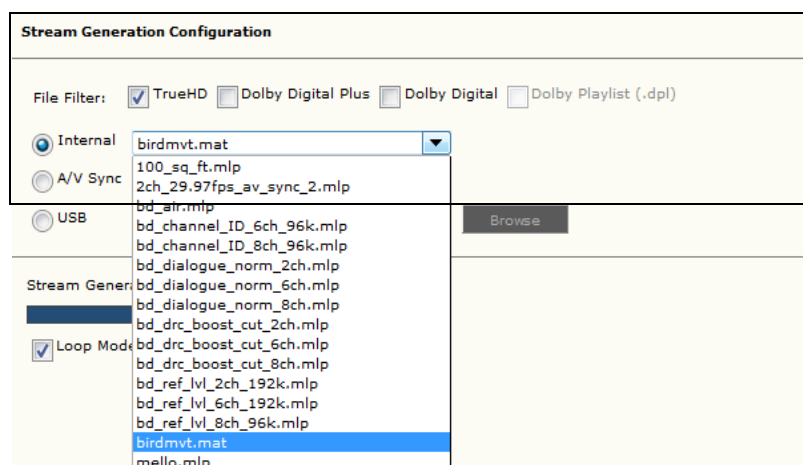 Stream Generation Configuration
File Filter: TrueHD Dolby Digital Plus Dolby Digital Dolby Playlist (.dpl)
Internal birdmvt.mat
100_sq_ft.mlp
A/V Sync
2ch_29.97fps_av_sync_2.mlp
bd_air.mlp
USB
bd_channel_ID_6ch_96k.mlp
Browse
bd_channel_ID_8ch_96k.mlp
bd_dialogue_norm_2ch.mlp
Stream Gener
bd_dialogue_norm_6ch.mlp
bd_dialogue_norm_8ch.mlp
bd_drc_boost_cut_2ch.mlp
Loop Mode
bd_drc_boost_cut_6ch.mlp
bd_drc_boost_cut_8ch.mlp
bd_ref_lvl_2ch_192k.mlp
bd_ref_lvl_6ch_192k.mlp
bd_ref_lvl_8ch_96k.mlp
birdmvt.mat
mello.mlp